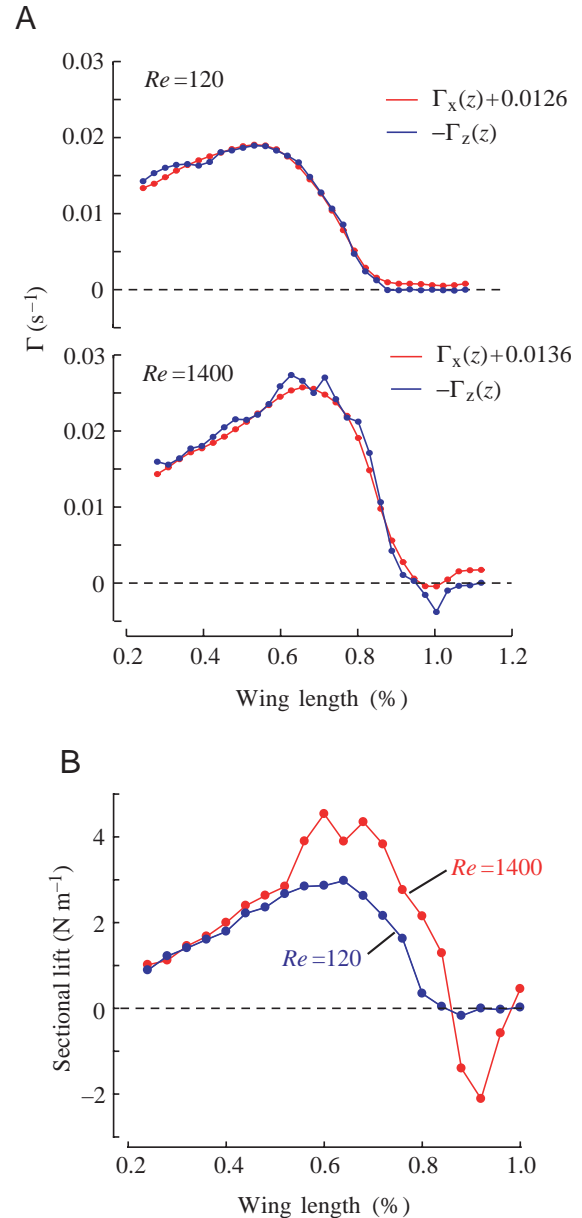 A
0.03
Re=120
Γx(z)+0.0126
−Γz(z)
0.02
0.01
0
Γ (s−1)
0.03
Re=1400
Γx(z)+0.0136
−Γz(z)
0.02
0.01
0
0.2 0.4 0.6 0.8 1.0 1.2
Wing length (%)
B
4
Re=1400
2
Re=120
0
−2
Sectional lift (N m−1)
0.2 0.4 0.6 0.8 1.0
Wing length (%)